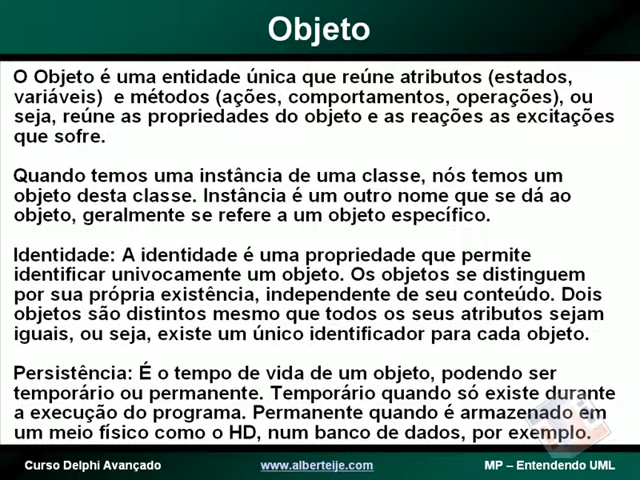 Objeto
O Objeto é uma entidade única que reúne atributos (estados,
variáveis) e métodos (ações, comportamentos, operações), ou
seja, reúne as propriedades do objeto e as reações as excitações
que sofre.
Quando temos uma instância de uma classe, nós temos um
objeto desta classe. Instância é um outro nome que se dá ao
objeto, geralmente se refere a um objeto específico.
Identidade: A identidade é uma propriedade que permite
identificar univocamente um objeto. Os objetos se distinguem
por sua própria existência, independente de seu conteúdo. Dois
objetos são distintos mesmo que todos os seus atributos sejam
iguais, ou seja, existe um único identificador para cada objeto.
Persistência: É o tempo de vida de um objeto, podendo ser
temporário ou permanente. Temporário quando só existe durante
a execução do programa. Permanente quando é armazenado em
um meio físico como o HD, num banco de dados, por exemplo.
Curso Delphi Avançado www.alberteije.com MP – Entendendo UML